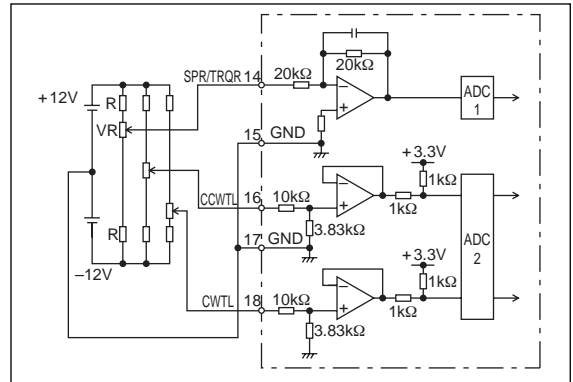 SPR/TRQR 14
20kΩ
20kΩ
+12V
R
VR
ADC
1
15 GND
+3.3V
CCWTL
1kΩ
16
10kΩ
1kΩ
3.83kΩ
17 GND
R
ADC
2
+3.3V
–12V
1kΩ
CWTL
18
10kΩ
1kΩ
3.83kΩ